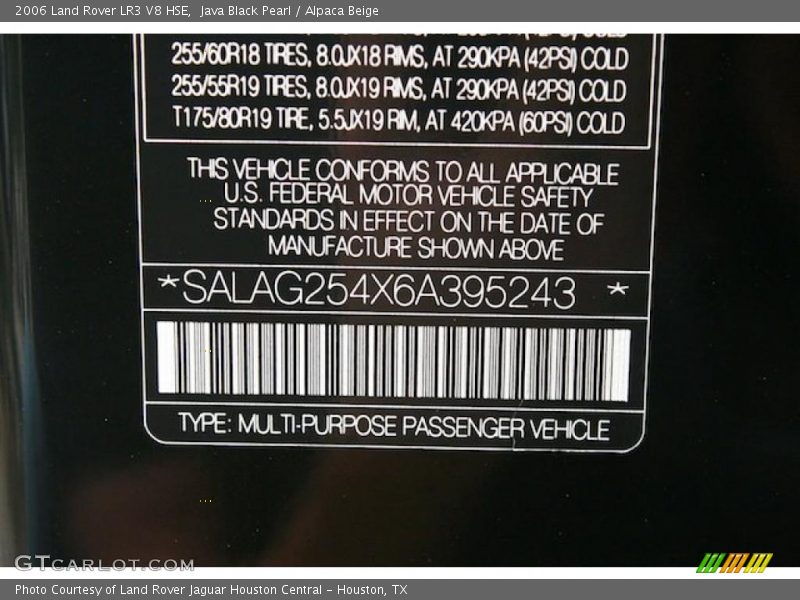 2006 Land Rover LR3 V8 HSE,  Java Black Pearl / Alpaca Beige
255/60R18 TIRES, 8.0JX18 RIMS, AT 290KPA (42PSI) COLD
255/55R19 TIRES, 8.0JX19 RIMS, AT 290KPA (42PSI) COLD
T175/80R19 TIRE, 5.5JX19 RIM, AT 420KPA (60PSI) COLD
THIS VEHICLE CONFORMS TO ALL APPLICABLE
U.S. FEDERAL MOTOR VEHICLE SAFETY
STANDARDS IN EFFECT ON THE DATE OF
MANUFACTURE SHOWN ABOVE
*SALAG254X6A395243 *
TYPE: MULTI-PURPOSE PASSENGER VEHICLE
GTCARLOT.COM
Photo Courtesy of Land Rover Jaguar Houston Central - Houston, TX